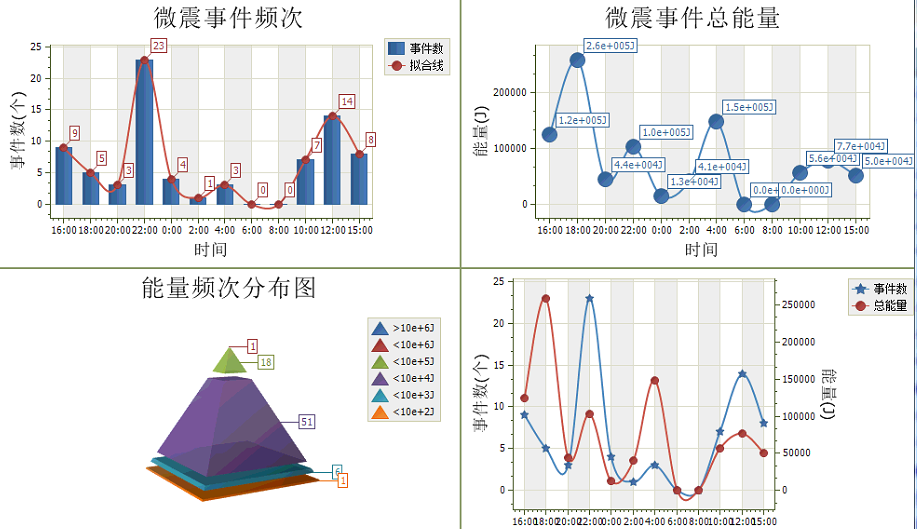 微震事件频次
事件数(个)
25
20
15
10
5
0
9
5
3
23
4
1
3
0
0
7
14
8
16:00 18:00 20:00 22:00 0:00 2:00 4:00 6:00 8:00 10:00 12:00 15:00
时间
事件数
拟合线
微震事件总能量
能量(J)
200000
100000
0
1.2e+005J
2.6e+005J
4.4e+004J
1.0e+005J
1.3e+004J
4.1e+004J
1.5e+005J
0.0e+000J
5.6e+004J
7.7e+004J
5.0e+004J
16:00 18:00 20:00 22:00 0:00 2:00 4:00 6:00 8:00 10:00 12:00 15:00
时间
能量频次分布图
1
18
51
6
1
>10e+6J
<10e+6J
<10e+5J
<10e+4J
<10e+3J
<10e+2J
事件数(个)
25
20
15
10
5
0
250000
200000
150000
100000
50000
0
能量(J)
16:00 18:00 20:00 22:00 0:00 2:00 4:00 6:00 8:00 10:00 12:00 15:00
事件数
总能量